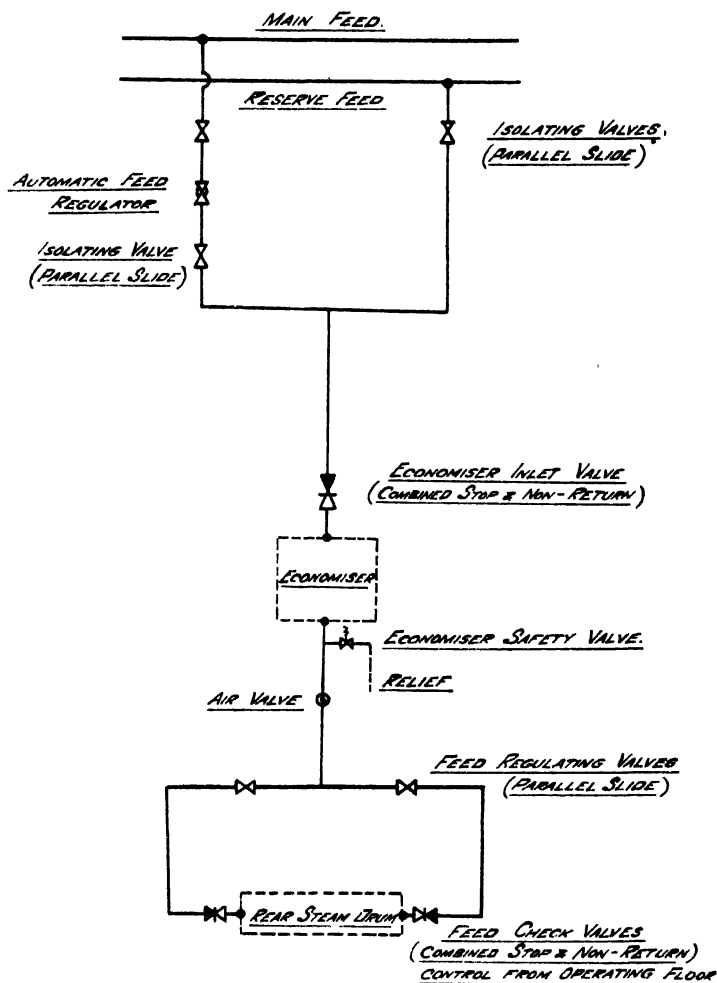 MAIN FEED.
RESERVE FEED
ISOLATING VALVES.
(PARALLEL SLIDE)
AUTOMATIC FEED
REGULATOR
ISOLATING VALVE
(PARALLEL SLIDE)
ECONOMISER INLET VALVE
(COMBINED STOP & NON-RETURN)
ECONOMISER
ECONOMISER SAFETY VALVE.
RELIEF
AIR VALVE
FEED REGULATING VALVES
(PARALLEL SLIDE)
REAR STEAM DRUM
FEED CHECK VALVES
(COMBINED STOP & NON-RETURN)
CONTROL FROM OPERATING FLOOR